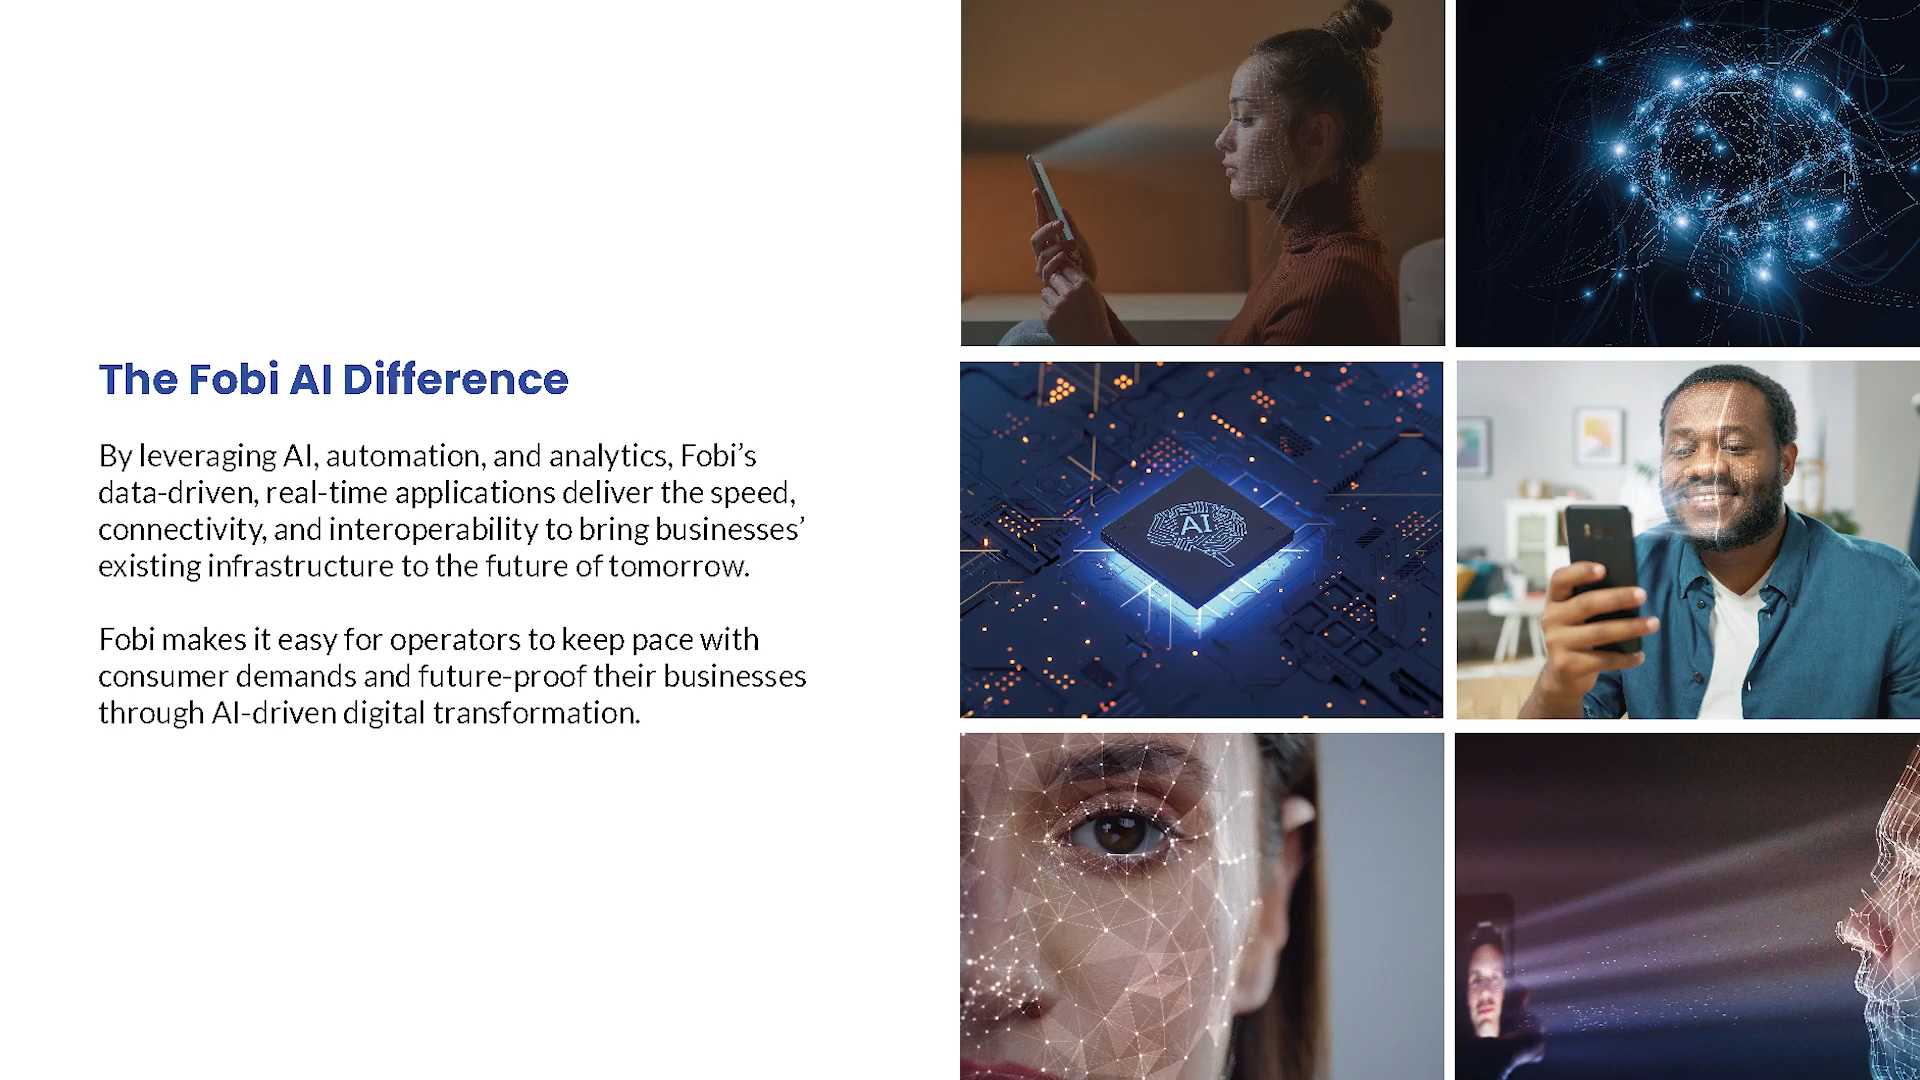 The Fobi AI Difference
By leveraging AI, automation, and analytics, Fobi’s
data-driven, real-time applications deliver the speed,
connectivity, and interoperability to bring businesses’
existing infrastructure to the future of tomorrow.
Fobi makes it easy for operators to keep pace with
consumer demands and future-proof their businesses
through AI-driven digital transformation.
AI